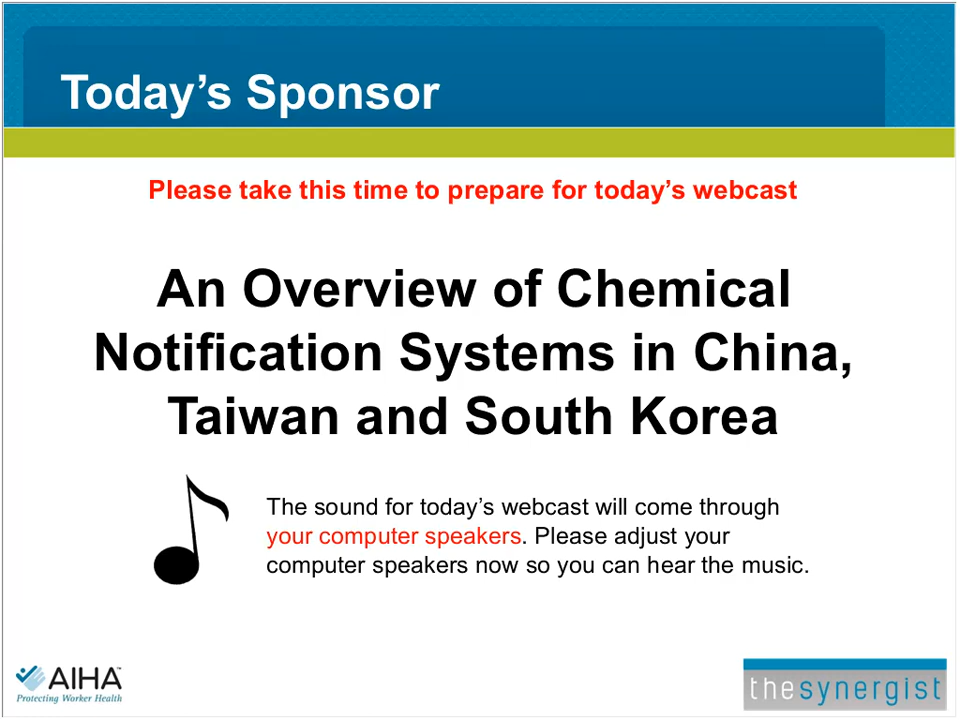 Today’s Sponsor
Please take this time to prepare for today’s webcast
An Overview of Chemical
Notification Systems in China,
Taiwan and South Korea
The sound for today’s webcast will come through
your computer speakers. Please adjust your
computer speakers now so you can hear the music.
AIHA™
Protecting Worker Health
thesynergist